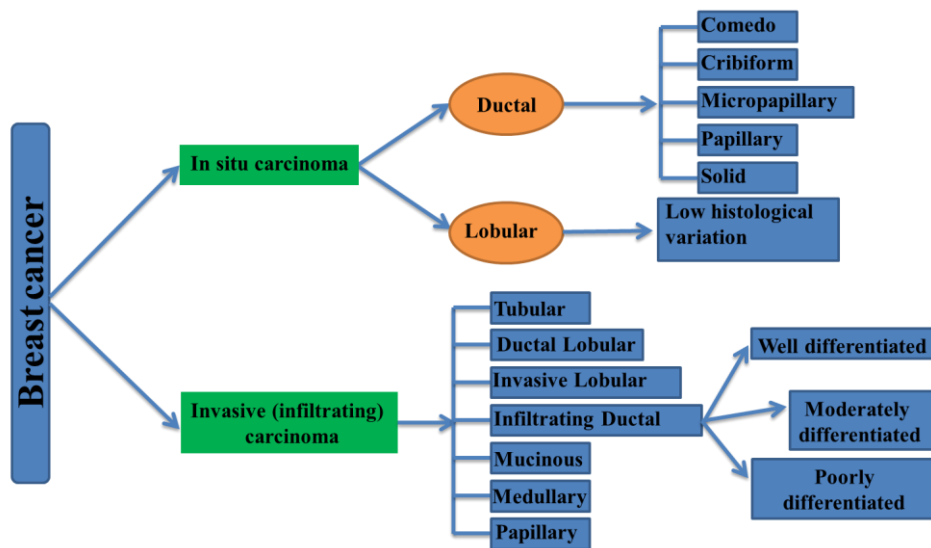 Breast cancer
In situ carcinoma
Ductal
Comedo
Cribiform
Micropapillary
Papillary
Solid
Lobular
Low histological
variation
Invasive (infiltrating)
carcinoma
Tubular
Ductal Lobular
Invasive Lobular
Infiltrating Ductal
Mucinous
Medullary
Papillary
Well differentiated
Moderately
differentiated
Poorly
differentiated